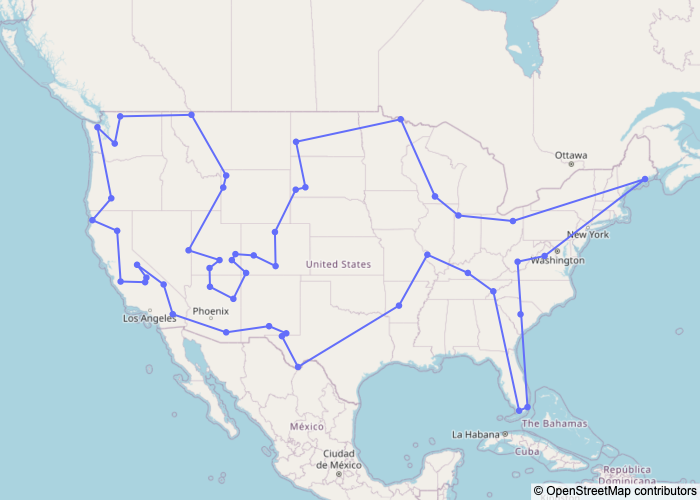 Ottawa
New York
Washington
United States
Los Angeles
Phoenix
La Habana
The Bahamas
Cuba
México
Ciudad
de México
República
Dominicana
© OpenStreetMap contributors